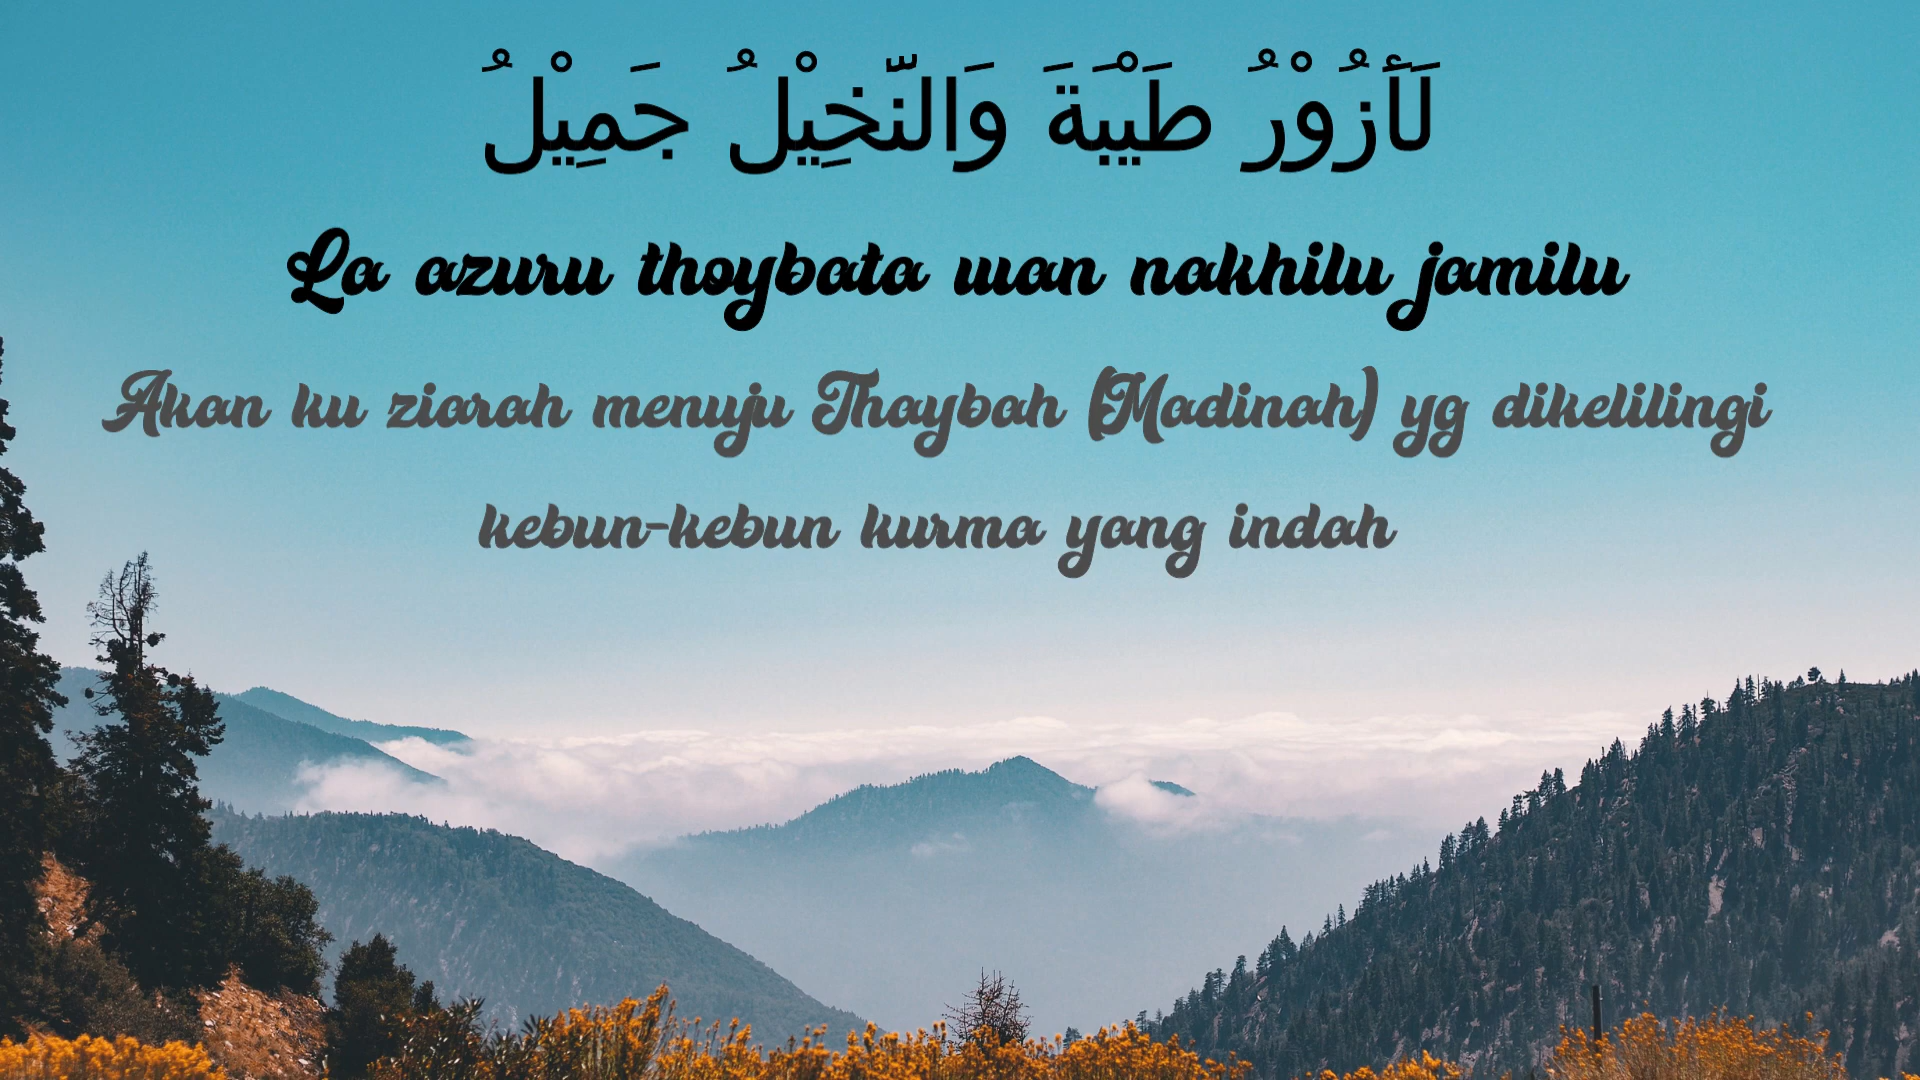 لَأَزُوْرُ طَيْبَةَ وَالنَّخِيْلُ جَمِيْلُ
La azuru thoybata wan nakhilu jamilu
Akan ku ziarah menuju Thaybah (Madinah) yg dikelilingi
kebun-kebun kurma yang indah